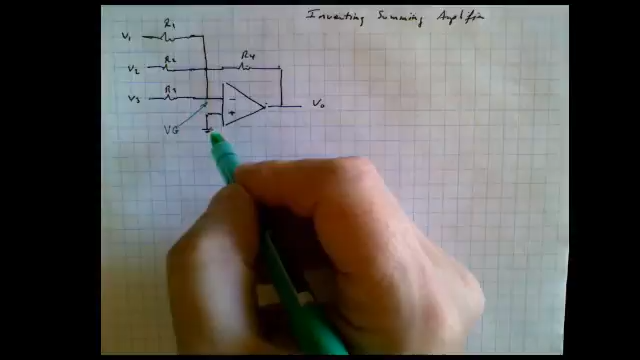 Inverting Summing Amplifier
R1
V1
R2
R4
V2
R3
V3
-
+
Vo
VG